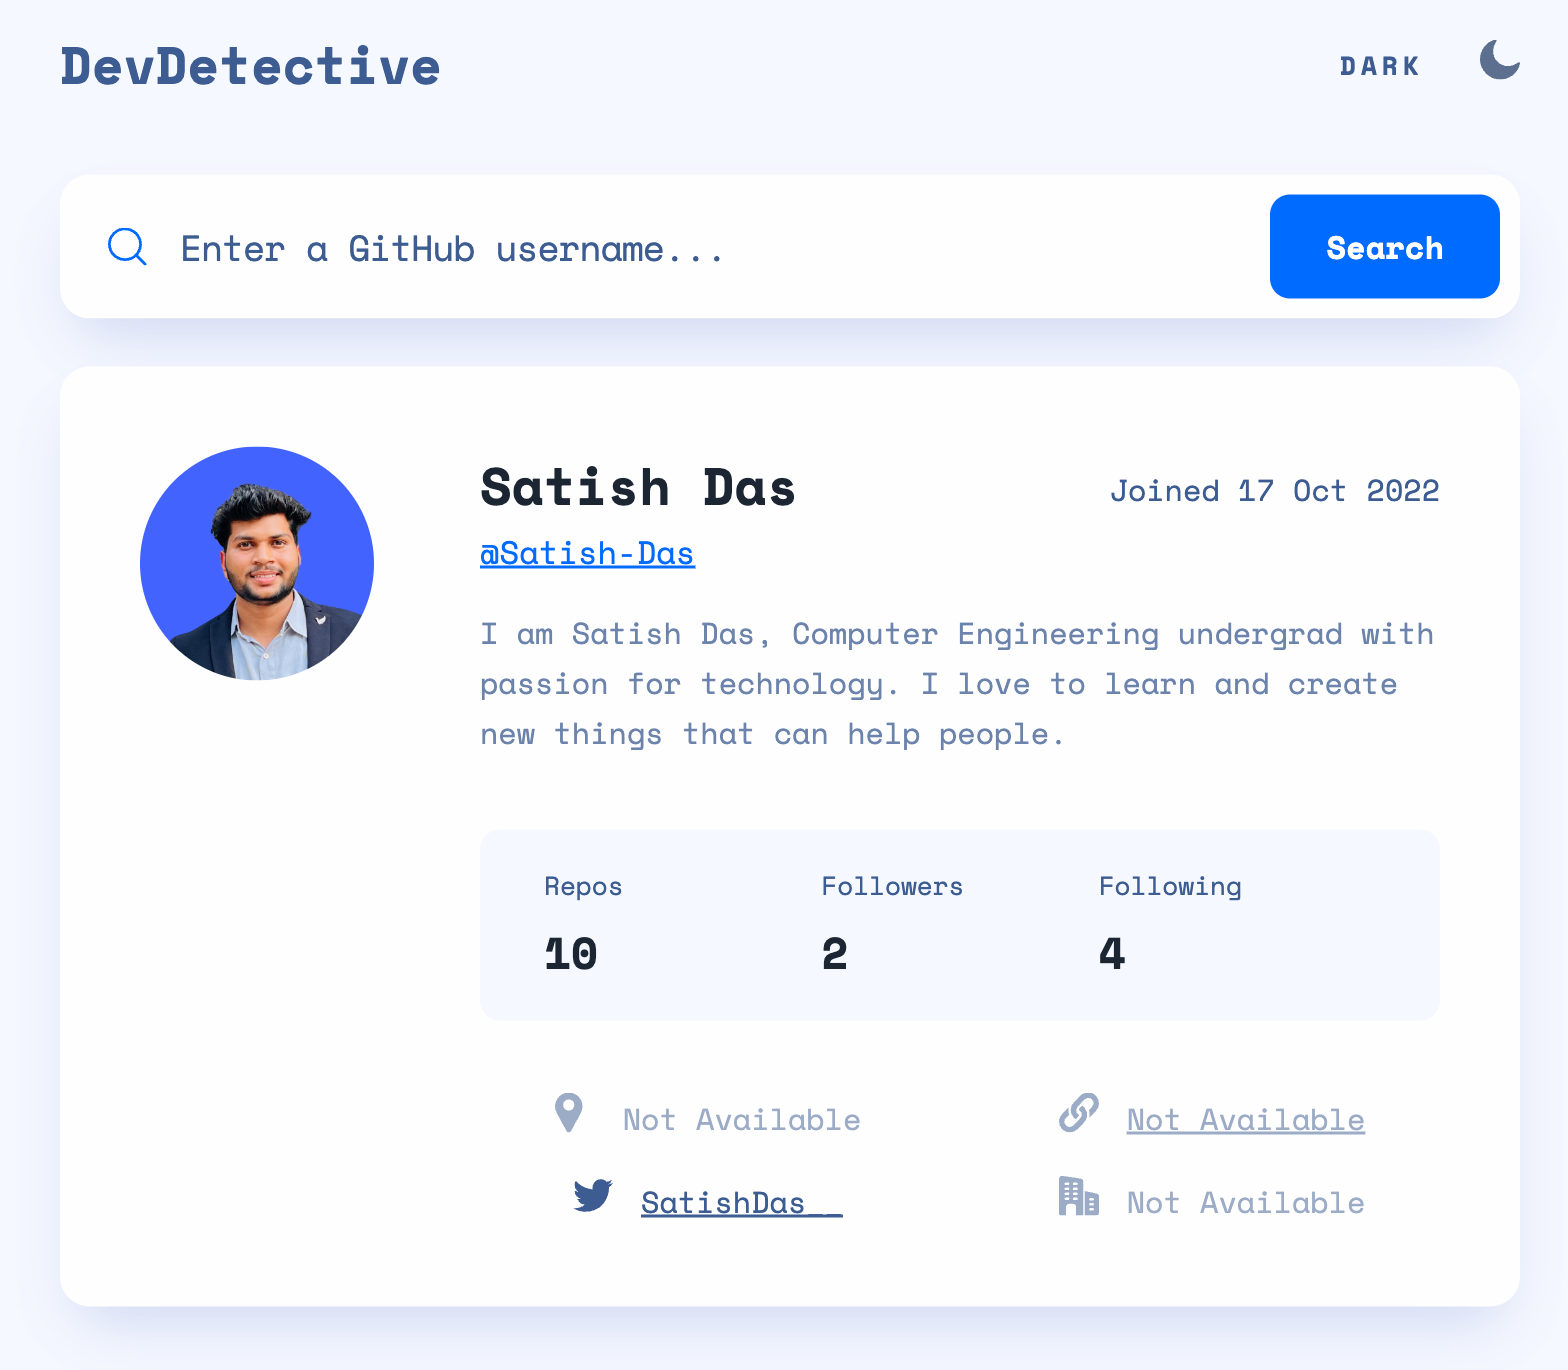 DevDetective
DARK
Enter a GitHub username...
Search
Satish Das
Joined 17 Oct 2022
@Satish-Das
I am Satish Das, Computer Engineering undergrad with
passion for technology. I love to learn and create
new things that can help people.
Repos
Followers
Following
10
2
4
Not Available
Not Available
SatishDas__
Not Available